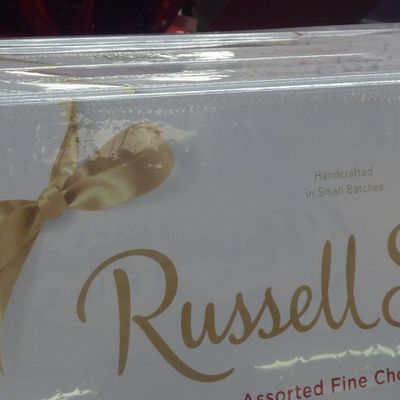 Handcrafted
in Small Batches
Russell
Assorted Fine Cho